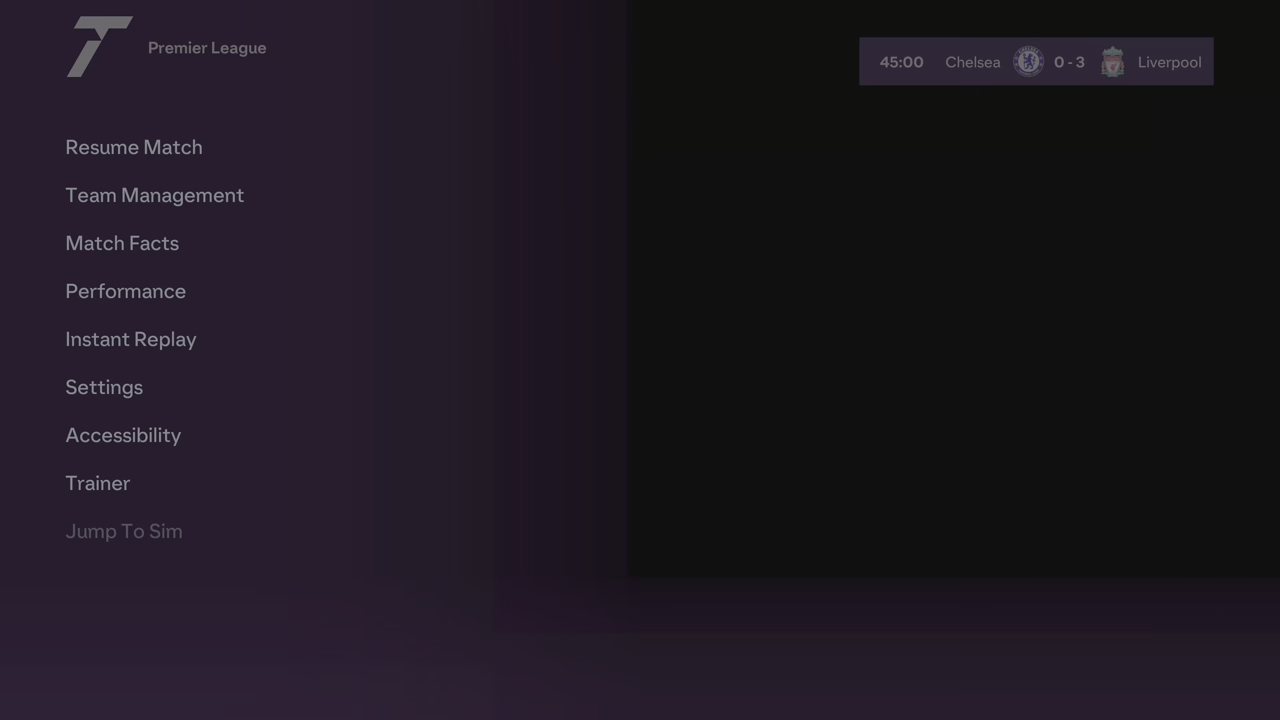 Premier League
45:00 Chelsea 0 - 3 Liverpool
Resume Match
Team Management
Match Facts
Performance
Instant Replay
Settings
Accessibility
Trainer
Jump To Sim